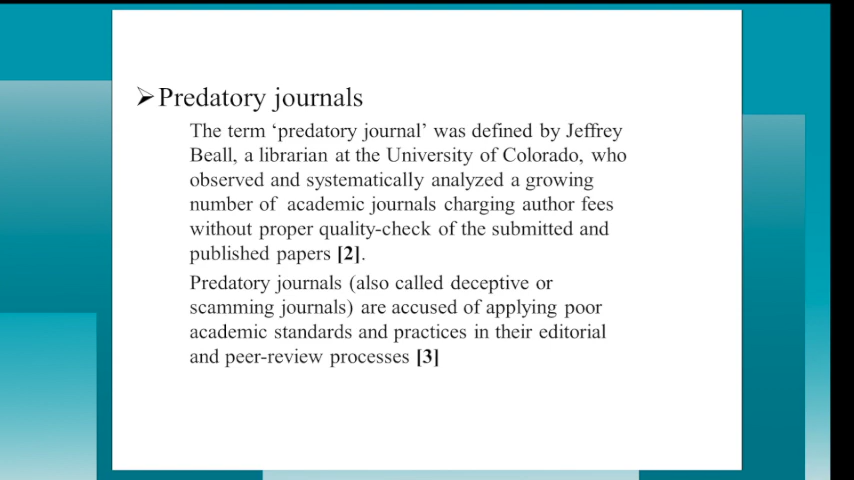 ➢Predatory journals
The term ‘predatory journal’ was defined by Jeffrey
Beall, a librarian at the University of Colorado, who
observed and systematically analyzed a growing
number of academic journals charging author fees
without proper quality-check of the submitted and
published papers [2].
Predatory journals (also called deceptive or
scamming journals) are accused of applying poor
academic standards and practices in their editorial
and peer-review processes [3]